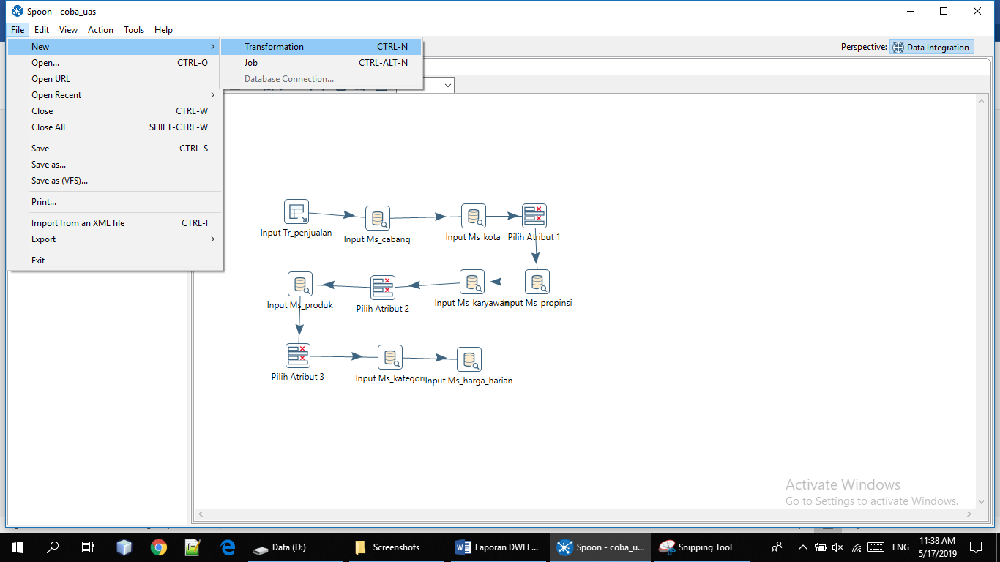 Spoon - coba_uas
File Edit View Action Tools Help
New
Transformation CTRL-N
Perspective: Data Integration
Open... CTRL-O
Job CTRL-ALT-N
Open URL
Database Connection...
Open Recent
Close CTRL-W
Close All SHIFT-CTRL-W
Save CTRL-S
Save as...
Save as (VFS)...
Print...
Import from an XML file CTRL-I
Export
Exit
Input Tr_penjualan
Input Ms_cabang
Input Ms_kota
Pilih Atribut 1
Input Ms_produk
Pilih Atribut 2
Input Ms_karyawan
Input Ms_propinsi
Pilih Atribut 3
Input Ms_kategori
Input Ms_harga_harian
Activate Windows
Go to Settings to activate Windows.
Data (D:)
Screenshots
Laporan DWH ...
Spoon - coba_u...
Snipping Tool
ENG
11:38 AM
5/17/2019